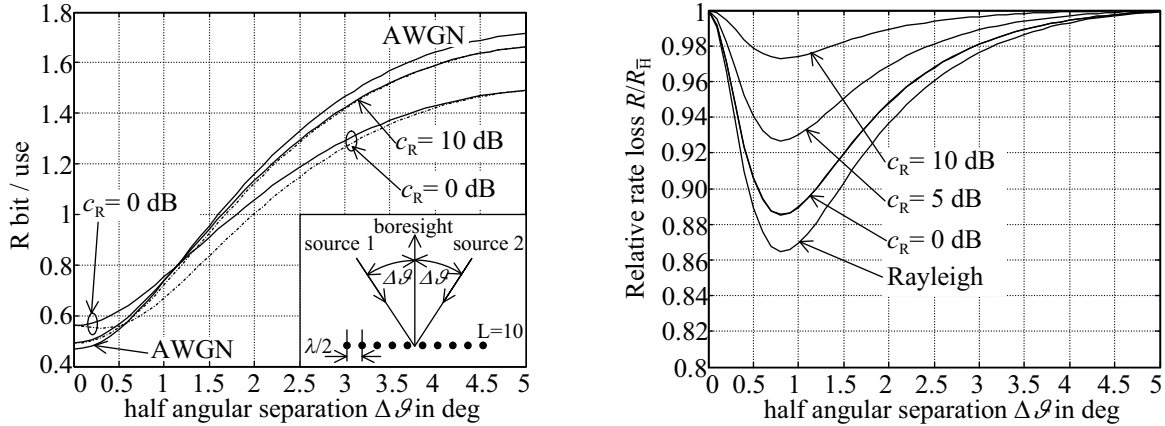 R bit / use
1.8
1.6
1.4
1.2
1
0.8
0.6
0.4
0
0.5
1
1.5
2
2.5
3
3.5
4
4.5
5
half angular separation Δϑ in deg
AWGN
c_R= 10 dB
c_R= 0 dB
c_R= 0 dB
AWGN
boresight
source 1
source 2
Δϑ
Δϑ
L=10
λ/2
Relative rate loss R/R_H̅
1
0.98
0.96
0.94
0.92
0.90
0.88
0.86
0.84
0.82
0.8
0
0.5
1
1.5
2
2.5
3
3.5
4
4.5
5
half angular separation Δϑ in deg
c_R= 10 dB
c_R= 5 dB
c_R= 0 dB
Rayleigh